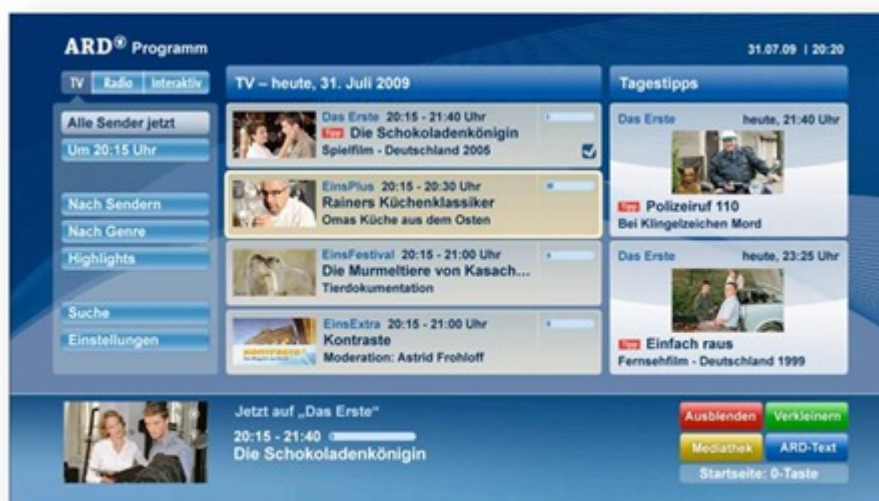 ARD® Programm
31.07.09 | 20:20
TV Radio Interaktiv
TV – heute, 31. Juli 2009
Tagestipps
Alle Sender jetzt
Um 20:15 Uhr
Nach Sendern
Nach Genre
Highlights
Suche
Einstellungen
Das Erste 20:15 - 21:40 Uhr
Tipp Die Schokoladenkönigin
Spielfilm - Deutschland 2005
EinsPlus 20:15 - 20:30 Uhr
Rainers Küchenklassiker
Omas Küche aus dem Osten
EinsFestival 20:15 - 21:00 Uhr
Die Murmeltiere von Kasach...
Tierdokumentation
EinsExtra 20:15 - 21:00 Uhr
Kontraste
Moderation: Astrid Frohloff
KONTRASTE
Das Erste heute, 21:40 Uhr
Tipp Polizeiruf 110
Bei Klingelzeichen Mord
Das Erste heute, 23:25 Uhr
Tipp Einfach raus
Fernsehfilm - Deutschland 1999
Jetzt auf „Das Erste“
20:15 - 21:40
Die Schokoladenkönigin
Ausblenden Verkleinern
Mediathek ARD-Text
Startseite: 0-Taste